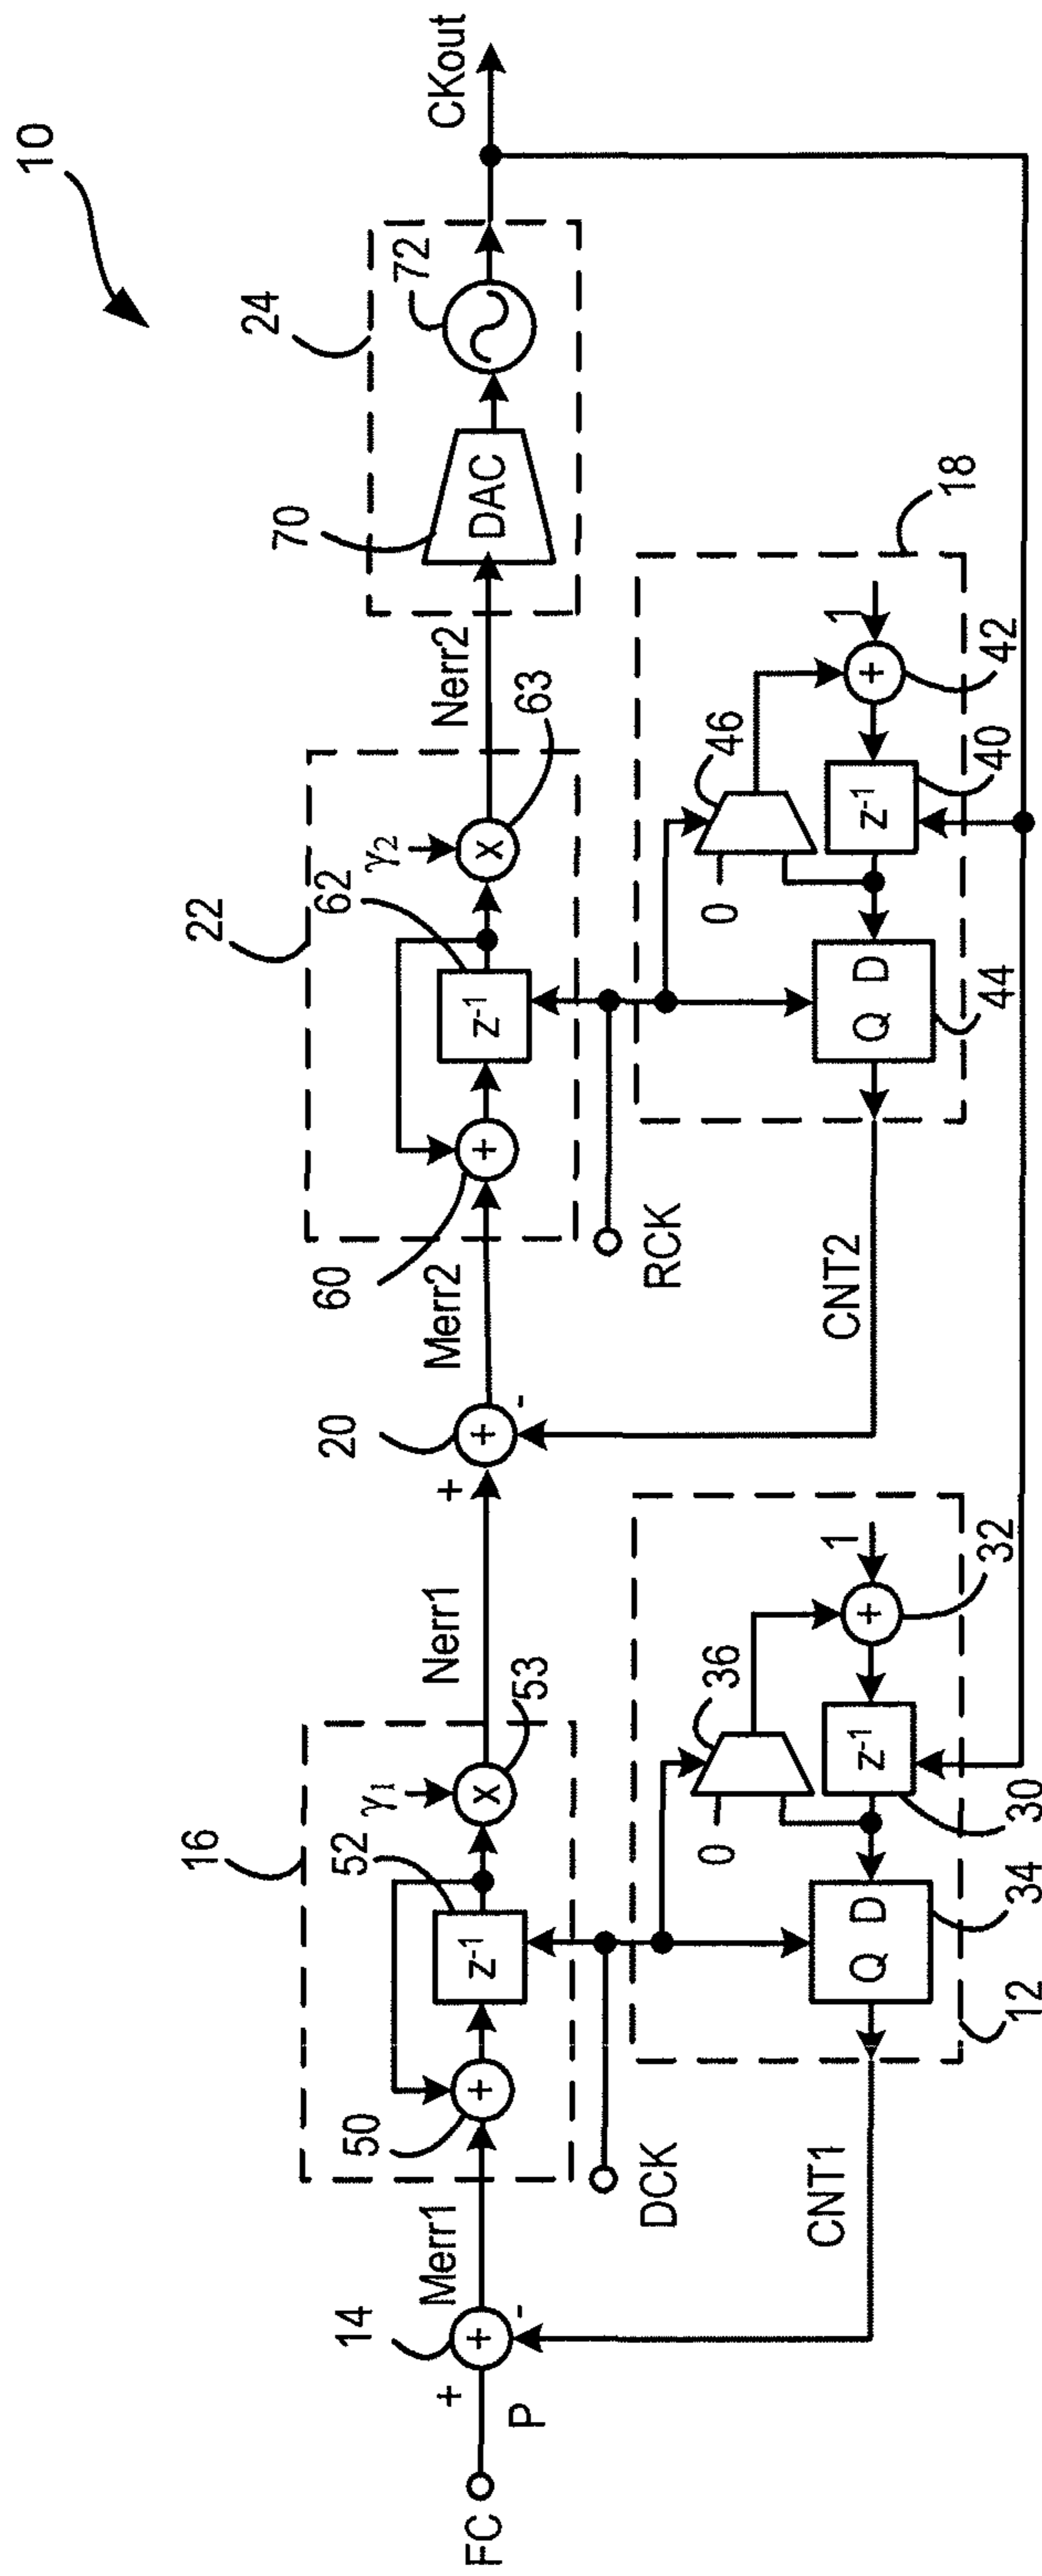 10
FC
P
+
14
+
-
Merr1
16
50
+
z-1
52
γ1
x
53
Nerr1
+
20
+
-
Merr2
22
60
+
z-1
62
γ2
x
63
Nerr2
24
70
DAC
72
CKout
DCK
RCK
CNT1
12
Q D
34
0
36
z-1
30
+
1
32
CNT2
18
Q D
44
0
46
z-1
40
+
1
42